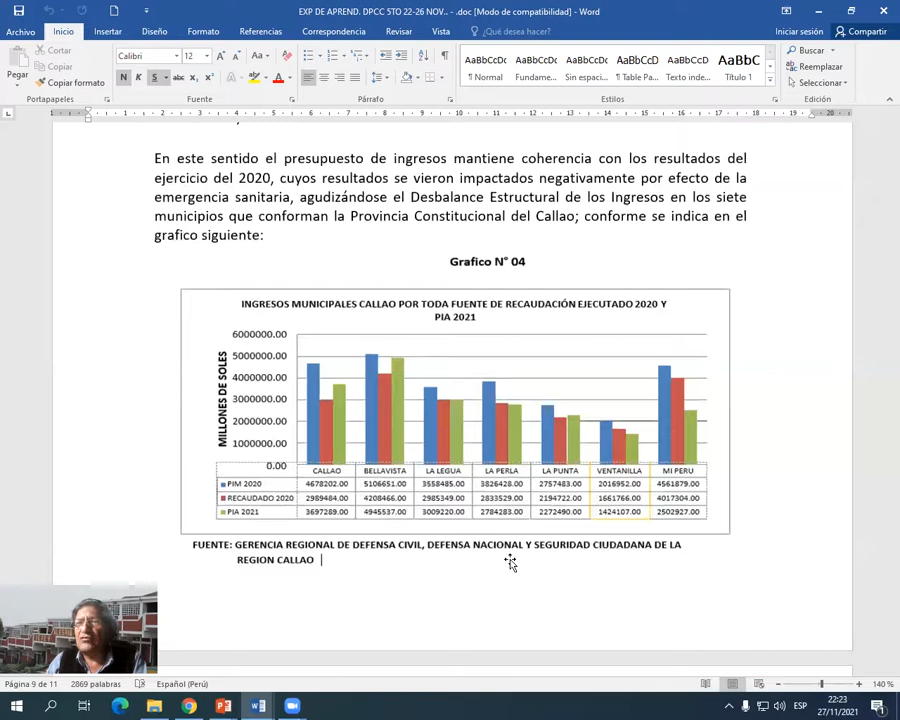 EXP DE APREND. DPCC 5TO 22-26 NOV.. - .doc [Modo de compatibilidad] - Word
Archivo Inicio Insertar Diseño Formato Referencias Correspondencia Revisar Vista ¿Qué desea hacer? Iniciar sesión Compartir
Pegar
Cortar
Copiar
Copiar formato
Portapapeles
Calibri 12
Fuente
Párrafo
AaBbCcDc AaBbCcDc AaBbCcDc AaBbCcD AaBbCcDc AaBbC
¶ Normal Fundame... Sin espaci... ¶ Table Pa... Texto inde... Título 1
Estilos
Buscar
Reemplazar
Seleccionar
Edición
En este sentido el presupuesto de ingresos mantiene coherencia con los resultados del
ejercicio del 2020, cuyos resultados se vieron impactados negativamente por efecto de la
emergencia sanitaria, agudizándose el Desbalance Estructural de los Ingresos en los siete
municipios que conforman la Provincia Constitucional del Callao; conforme se indica en el
grafico siguiente:
Grafico N° 04
INGRESOS MUNICIPALES CALLAO POR TODA FUENTE DE RECAUDACIÓN EJECUTADO 2020 Y
PIA 2021
MILLONES DE SOLES
6000000.00
5000000.00
4000000.00
3000000.00
2000000.00
1000000.00
0.00
CALLAO BELLAVISTA LA LEGUA LA PERLA LA PUNTA VENTANILLA MI PERU
PIM 2020 4678202.00 5106651.00 3558485.00 3826428.00 2757483.00 2016952.00 4561879.00
RECAUDADO 2020 2989484.00 4208466.00 2985349.00 2833529.00 2194722.00 1661766.00 4017304.00
PIA 2021 3697289.00 4945537.00 3009220.00 2784283.00 2272490.00 1424107.00 2502927.00
FUENTE: GERENCIA REGIONAL DE DEFENSA CIVIL, DEFENSA NACIONAL Y SEGURIDAD CIUDADANA DE LA
REGION CALLAO
Página 9 de 11 2869 palabras Español (Perú) 140 %
ESP 22:23
27/11/2021